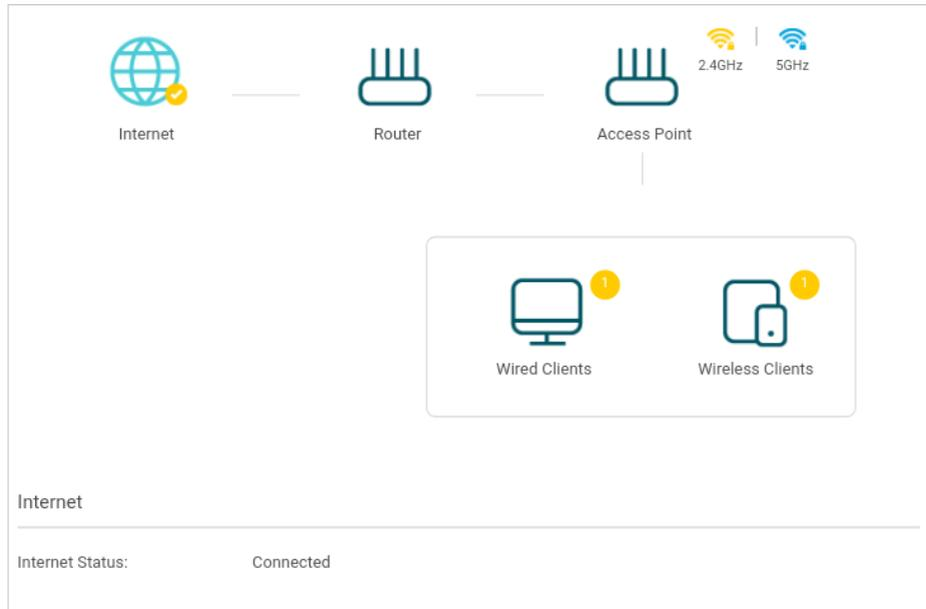 2.4GHz
5GHz
Internet
Router
Access Point
1
1
Wired Clients
Wireless Clients
Internet
Internet Status: Connected